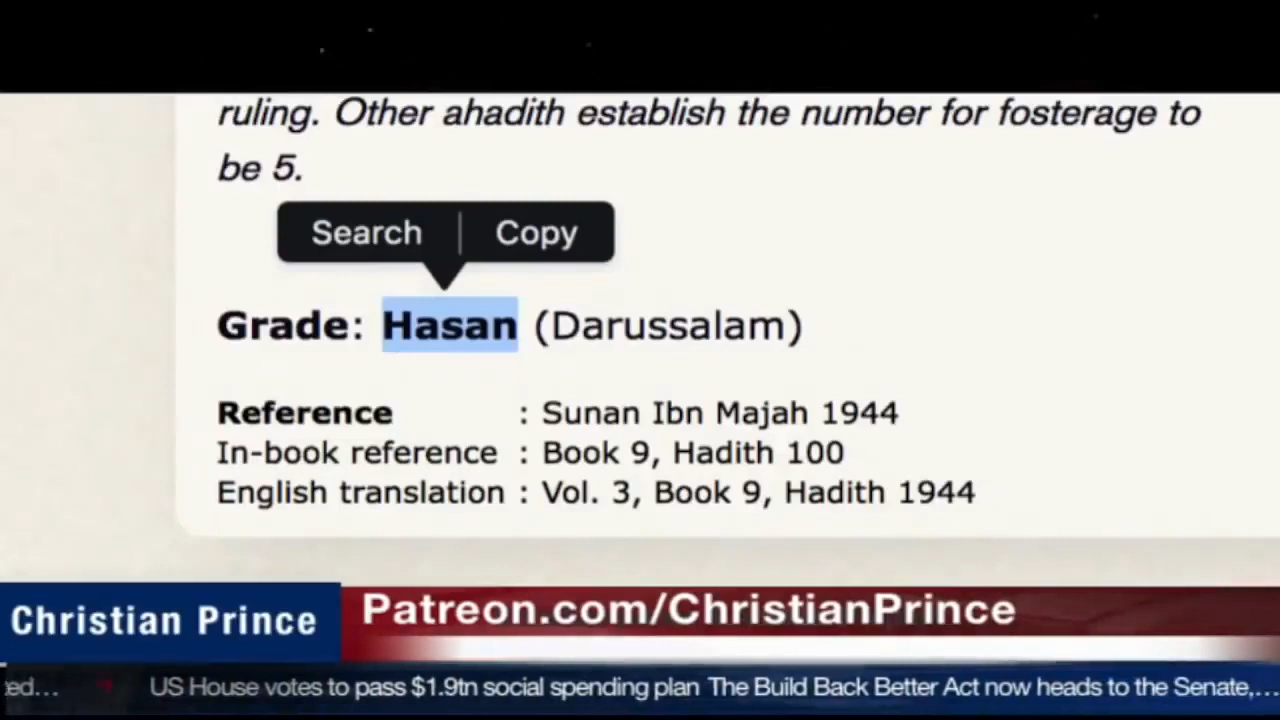 ruling. Other ahadith establish the number for fosterage to
be 5.
Search | Copy
Grade: Hasan (Darussalam)
Reference : Sunan Ibn Majah 1944
In-book reference : Book 9, Hadith 100
English translation : Vol. 3, Book 9, Hadith 1944
Christian Prince
Patreon.com/ChristianPrince
ted... US House votes to pass $1.9tn social spending plan The Build Back Better Act now heads to the Senate,...